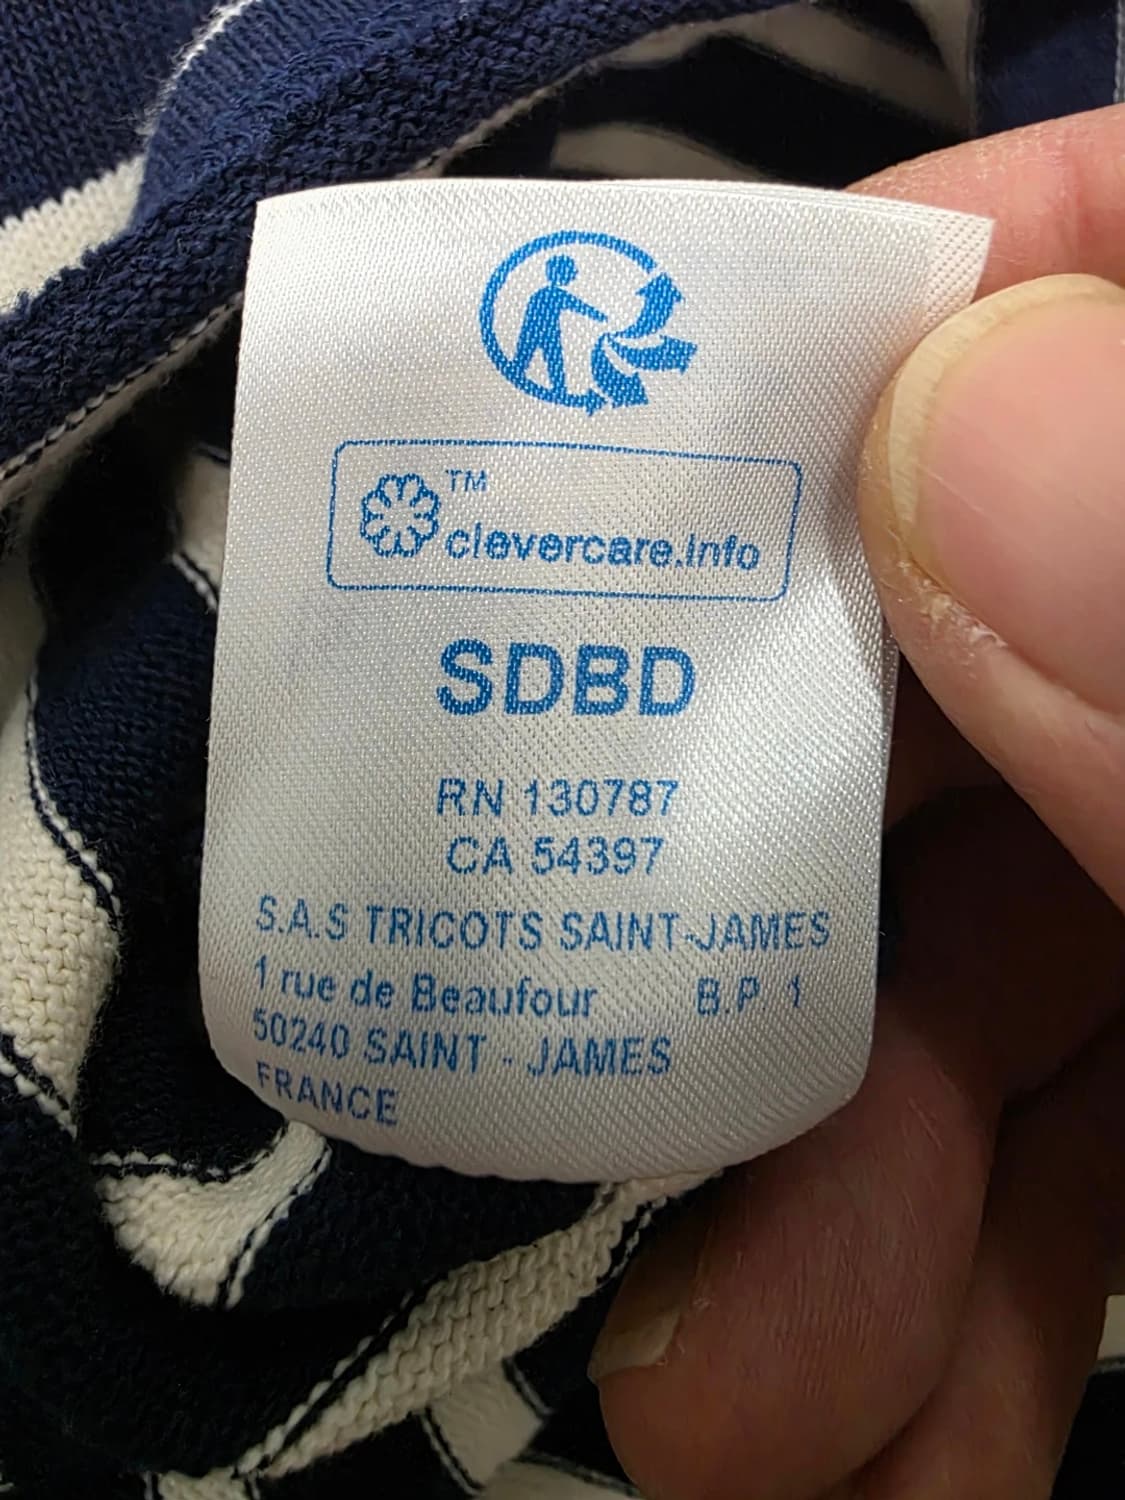 TM
clevercare.info
SDBD
RN 130787
CA 54397
S.A.S TRICOTS SAINT-JAMES
1 rue de Beaufour B.P. 1
50240 SAINT - JAMES
FRANCE